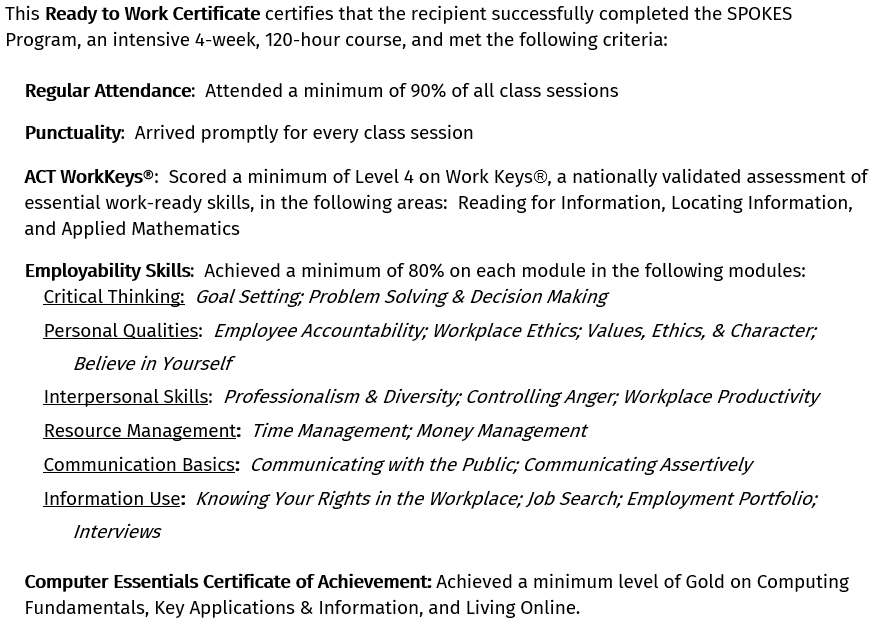 This Ready to Work Certificate certifies that the recipient successfully completed the SPOKES
Program, an intensive 4-week, 120-hour course, and met the following criteria:
Regular Attendance: Attended a minimum of 90% of all class sessions
Punctuality: Arrived promptly for every class session
ACT WorkKeys®: Scored a minimum of Level 4 on Work Keys®, a nationally validated assessment of
essential work-ready skills, in the following areas: Reading for Information, Locating Information,
and Applied Mathematics
Employability Skills: Achieved a minimum of 80% on each module in the following modules:
Critical Thinking: Goal Setting; Problem Solving & Decision Making
Personal Qualities: Employee Accountability; Workplace Ethics; Values, Ethics, & Character;
Believe in Yourself
Interpersonal Skills: Professionalism & Diversity; Controlling Anger; Workplace Productivity
Resource Management: Time Management; Money Management
Communication Basics: Communicating with the Public; Communicating Assertively
Information Use: Knowing Your Rights in the Workplace; Job Search; Employment Portfolio;
Interviews
Computer Essentials Certificate of Achievement: Achieved a minimum level of Gold on Computing
Fundamentals, Key Applications & Information, and Living Online.